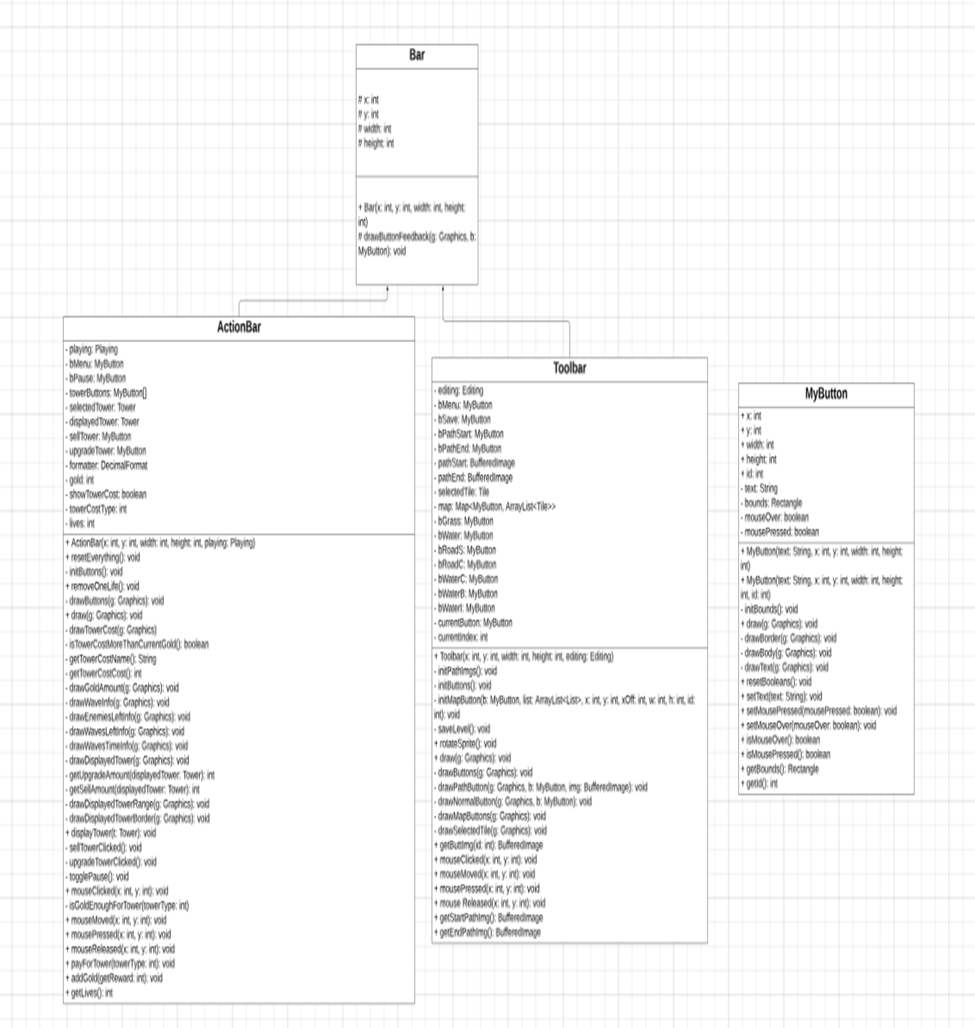 Bar
# x: int
# y: int
# width: int
# height: int
+ Bar(x: int, y: int, width: int, height:
int)
# drawButtonFeedback(g: Graphics, b:
MyButton): void
ActionBar
- playing: Playing
- bMenu: MyButton
- bPause: MyButton
- towerButtons: MyButton[]
- selectedTower: Tower
- displayedTower: Tower
- sellTower: MyButton
- upgradeTower: MyButton
- formatter: DecimalFormat
- gold: int
- showTowerCost: boolean
- towerCostType: int
- lives: int
+ ActionBar(x: int, y: int, width: int, height: int, playing: Playing)
+ resetEverything(): void
- initButtons(): void
+ removeOneLife(): void
- drawButtons(g: Graphics): void
+ draw(g: Graphics): void
- drawTowerCost(g: Graphics)
- isTowerCostMoreThanCurrentGold(): boolean
- getTowerCostName(): String
- getTowerCostCost(): int
- drawGoldAmount(g: Graphics): void
- drawWaveInfo(g: Graphics): void
- drawEnemiesLeftInfo(g: Graphics): void
- drawWavesLeftInfo(g: Graphics): void
- drawWavesTimeInfo(g: Graphics): void
- drawDisplayedTower(g: Graphics): void
- getUpgradeAmount(displayedTower: Tower): int
- getSellAmount(displayedTower: Tower): int
- drawDisplayedTowerRange(g: Graphics): void
- drawDisplayedTowerBorder(g: Graphics): void
+ displayTower(t: Tower): void
- sellTowerClicked(): void
- upgradeTowerClicked(): void
- togglePause(): void
+ mouseClicked(x: int, y: int): void
- isGoldEnoughForTower(towerType: int)
+ mouseMoved(x: int, y: int): void
+ mousePressed(x: int, y: int): void
+ mouseReleased(x: int, y: int): void
+ payForTower(towerType: int): void
+ addGold(getReward: int): void
+ getLives(): int
Toolbar
- editing: Editing
- bMenu: MyButton
- bSave: MyButton
- bPathStart: MyButton
- bPathEnd: MyButton
- pathStart: BufferedImage
- pathEnd: BufferedImage
- selectedTile: Tile
- map: Map<MyButton, ArrayList<Tile>>
- bGrass: MyButton
- bWater: MyButton
- bRoadS: MyButton
- bRoadC: MyButton
- bWaterC: MyButton
- bWaterB: MyButton
- bWaterI: MyButton
- currentButton: MyButton
- currentIndex: int
+ Toolbar(x: int, y: int, width: int, height: int, editing: Editing)
- initPathImgs(): void
- initButtons(): void
- initMapButton(b: MyButton, list: ArrayList<List>, x: int, y: int, xOff: int, w: int, h: int, id:
int): void
- saveLevel(): void
+ rotateSprite(): void
+ draw(g: Graphics): void
- drawButtons(g: Graphics): void
- drawPathButton(g: Graphics, b: MyButton, img: BufferedImage): void
- drawNormalButton(g: Graphics, b: MyButton): void
- drawMapButtons(g: Graphics): void
- drawSelectedTile(g: Graphics): void
+ getButtImg(id: int): BufferedImage
+ mouseClicked(x: int, y: int): void
+ mouseMoved(x: int, y: int): void
+ mousePressed(x: int, y: int): void
+ mouse Released(x: int, y: int): void
+ getStartPathImg(): BufferedImage
+ getEndPathImg(): BufferedImage
MyButton
+ x: int
+ y: int
+ width: int
+ height: int
+ id: int
- text: String
- bounds: Rectangle
- mouseOver: boolean
- mousePressed: boolean
+ MyButton(text: String, x: int, y: int, width: int, height:
int)
+ MyButton(text: String, x: int, y: int, width: int, height:
int, id: int)
- initBounds(): void
+ draw(g: Graphics): void
- drawBorder(g: Graphics): void
- drawBody(g: Graphics): void
- drawText(g: Graphics): void
+ resetBooleans(): void
+ setText(text: String): void
+ setMousePressed(mousePressed: boolean): void
+ setMouseOver(mouseOver: boolean): void
+ isMouseOver(): boolean
+ isMousePressed(): boolean
+ getBounds(): Rectangle
+ getId(): int